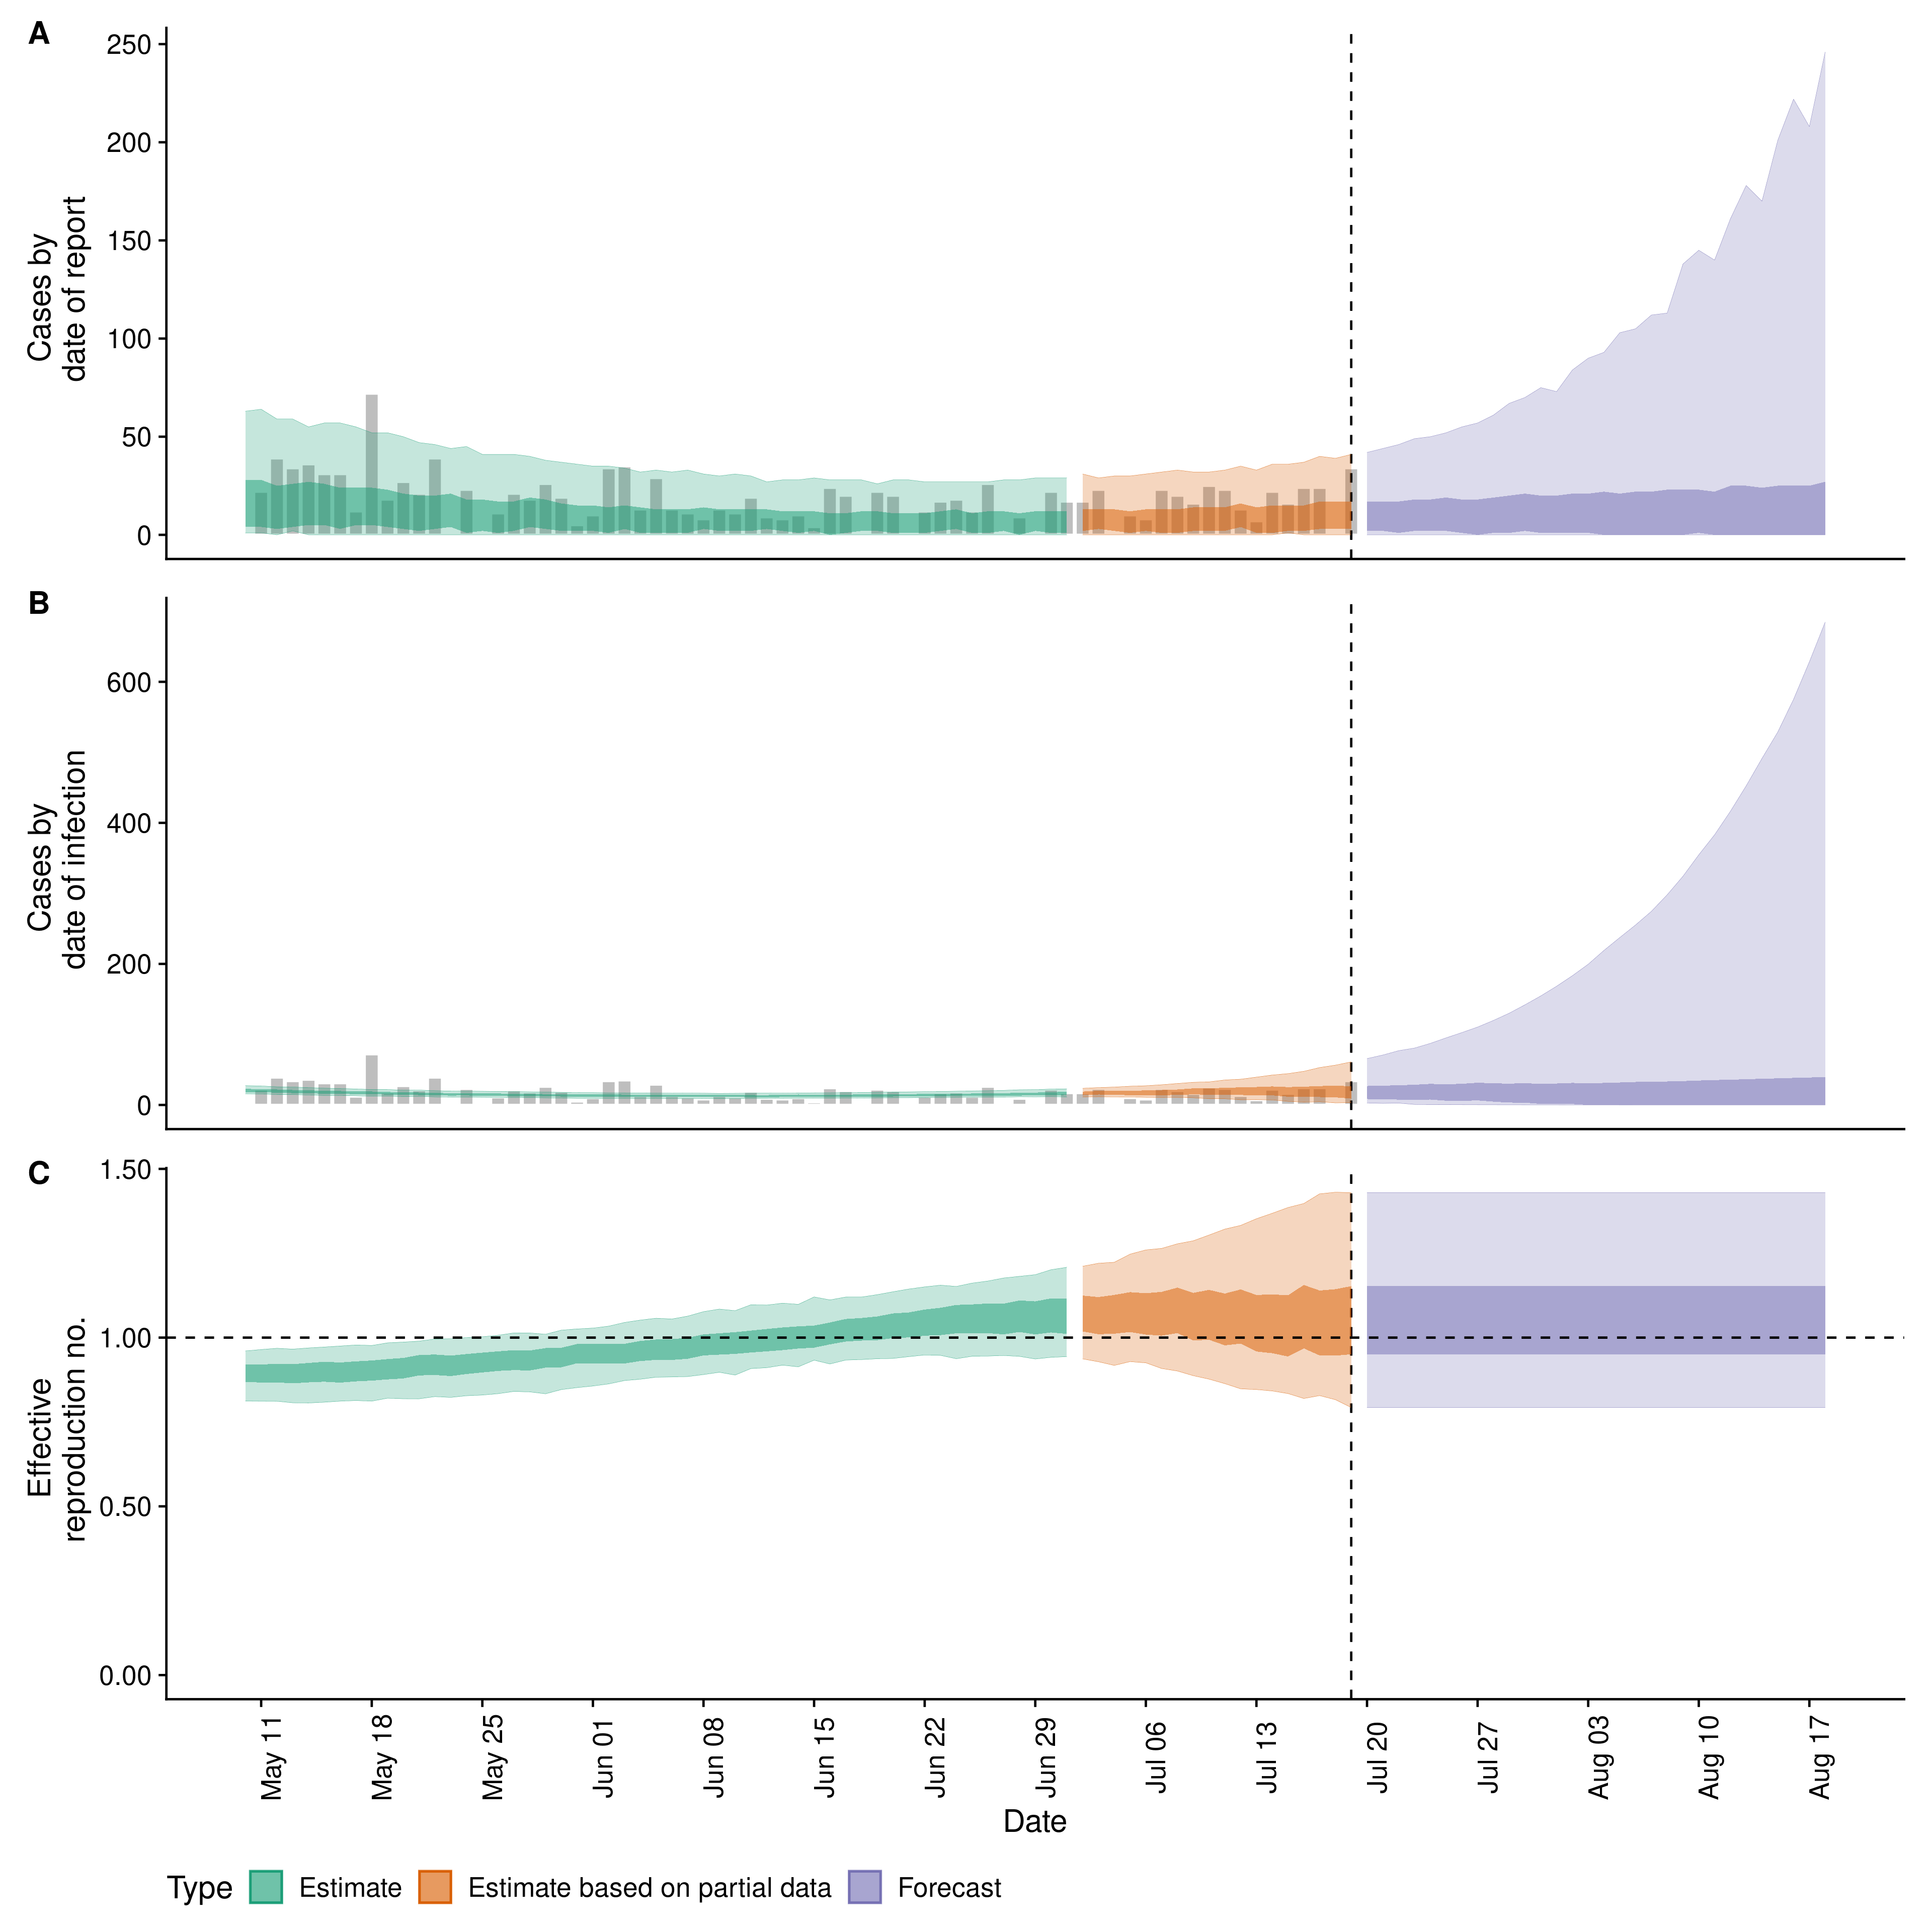 A
Cases by
date of report
250
200
150
100
50
0
B
Cases by
date of infection
600
400
200
0
C
Effective
reproduction no.
1.50
1.00
0.50
0.00
May 11
May 18
May 25
Jun 01
Jun 08
Jun 15
Jun 22
Jun 29
Jul 06
Jul 13
Jul 20
Jul 27
Aug 03
Aug 10
Aug 17
Date
Type Estimate Estimate based on partial data Forecast